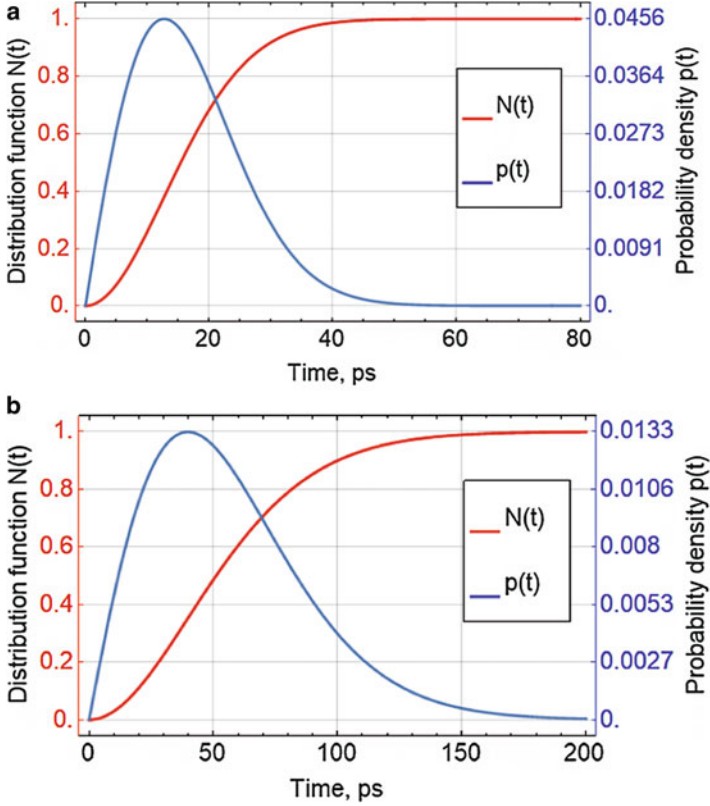 a
Distribution function N(t)
1.
0.8
0.6
0.4
0.2
0.
0.0456
0.0364
0.0273
0.0182
0.0091
0.
Probability density p(t)
N(t)
p(t)
0 20 40 60 80
Time, ps
b
Distribution function N(t)
1.
0.8
0.6
0.4
0.2
0.
0.0133
0.0106
0.008
0.0053
0.0027
0.
Probability density p(t)
N(t)
p(t)
0 50 100 150 200
Time, ps